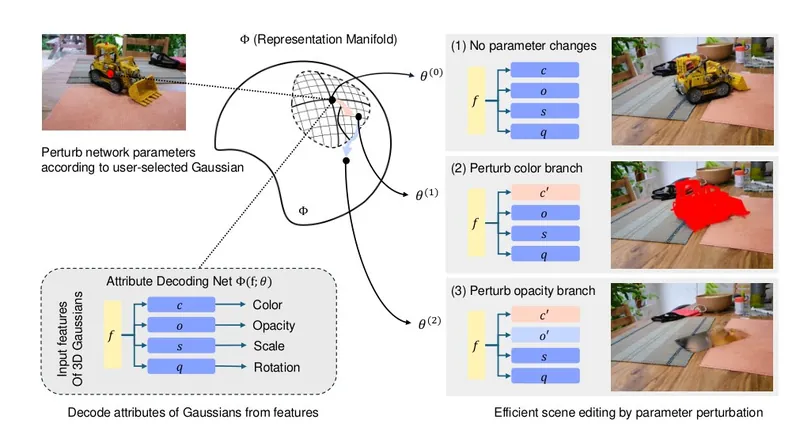 Φ (Representation Manifold)
Perturb network parameters
according to user-selected Gaussian
Φ
θ⁽⁰⁾
θ⁽¹⁾
θ⁽²⁾
Attribute Decoding Net Φ(f; θ)
Input features
Of 3D Gaussians
f
c
Color
o
Opacity
s
Scale
q
Rotation
Decode attributes of Gaussians from features
(1) No parameter changes
f
c
o
s
q
(2) Perturb color branch
f
c′
o
s
q
(3) Perturb opacity branch
f
c′
o′
s
q
Efficient scene editing by parameter perturbation